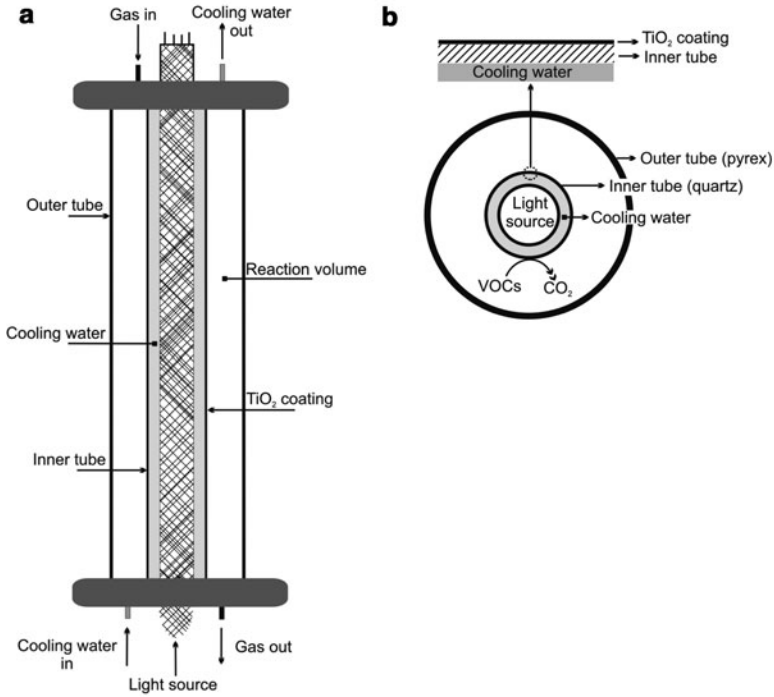 a
Gas in
Cooling water
out
Outer tube
Reaction volume
Cooling water
TiO₂ coating
Inner tube
Cooling water
in
Gas out
Light source
b
TiO₂ coating
Inner tube
Cooling water
Outer tube (pyrex)
Inner tube (quartz)
Light
source
Cooling water
VOCs
CO₂